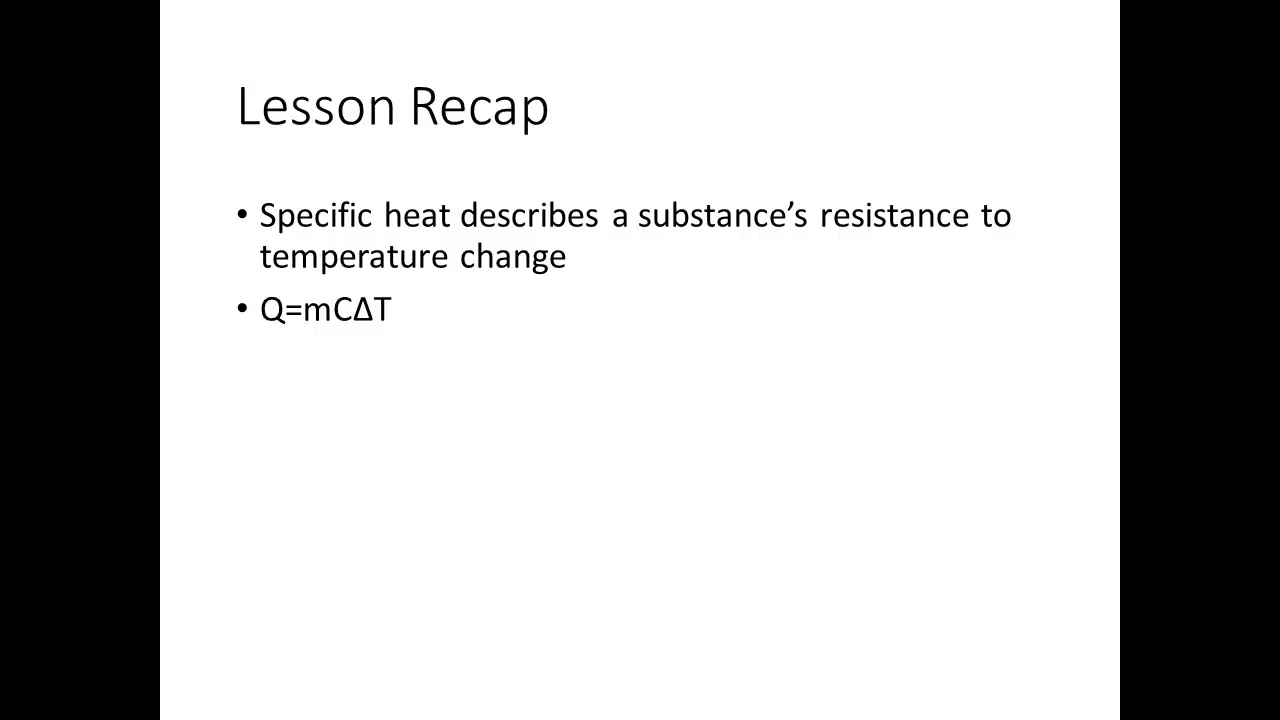 Lesson Recap
• Specific heat describes a substance’s resistance to
temperature change
• Q=mCΔT